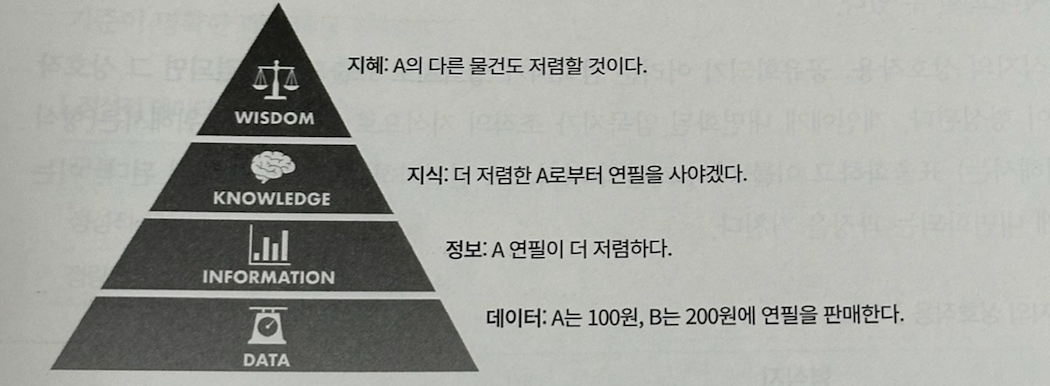 지혜: A의 다른 물건도 저렴할 것이다.
WISDOM
지식: 더 저렴한 A로부터 연필을 사야겠다.
KNOWLEDGE
정보: A 연필이 더 저렴하다.
INFORMATION
데이터: A는 100원, B는 200원에 연필을 판매한다.
DATA